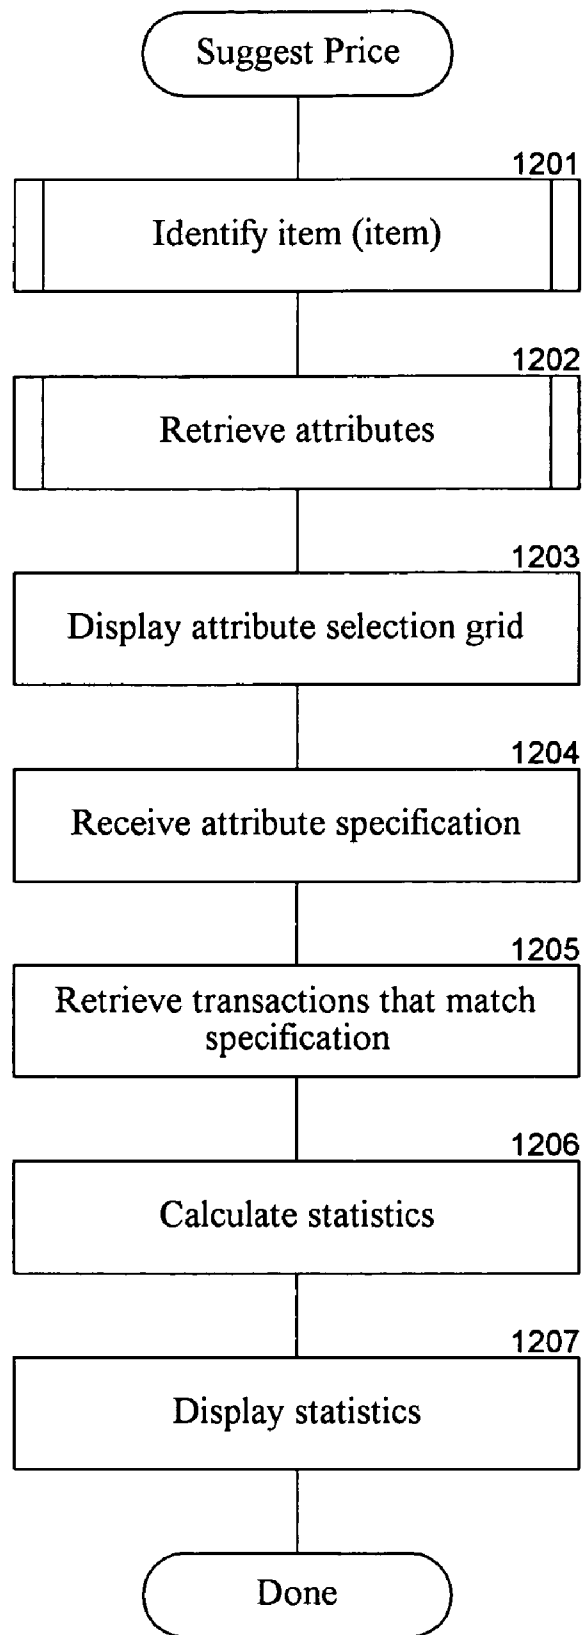 Suggest Price
1201
Identify item (item)
1202
Retrieve attributes
1203
Display attribute selection grid
1204
Receive attribute specification
1205
Retrieve transactions that match
specification
1206
Calculate statistics
1207
Display statistics
Done